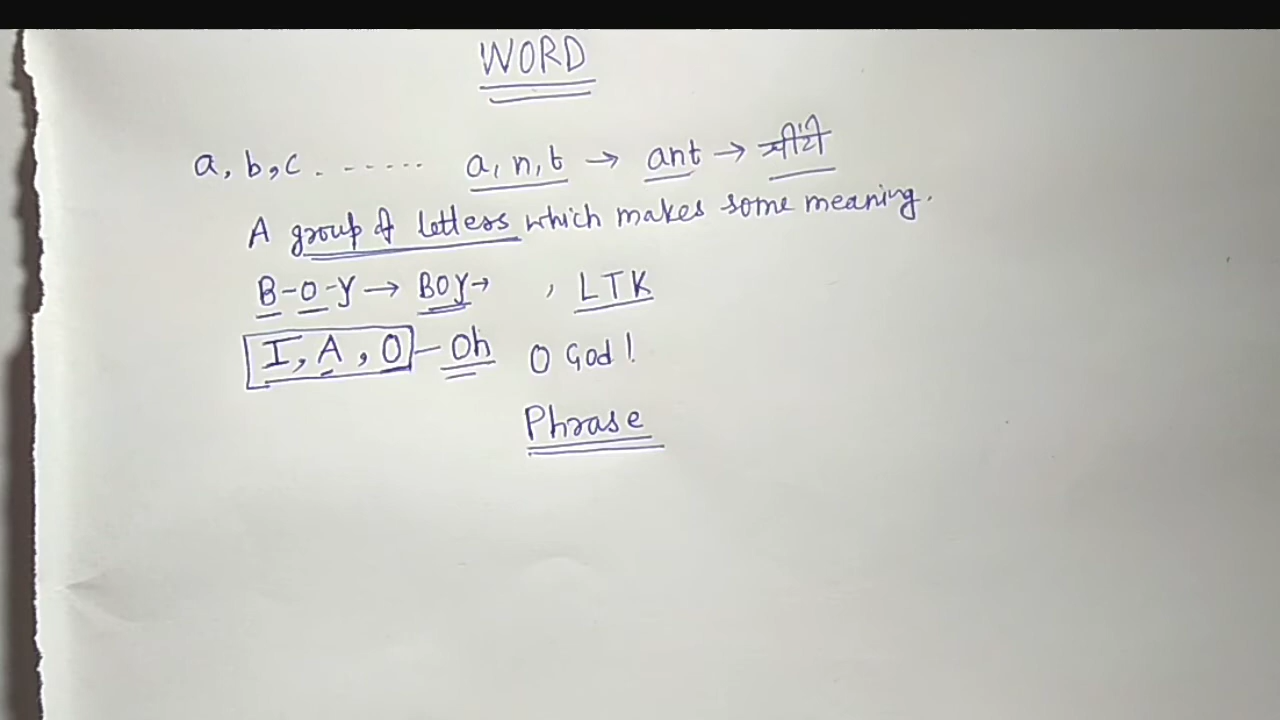 WORD
a, b, c . - - - - - - a, n, t → ant → चींटी
A group of letters which makes some meaning.
B-O-Y → BOY→ , LTK
I, A, O - Oh O God!
Phrase